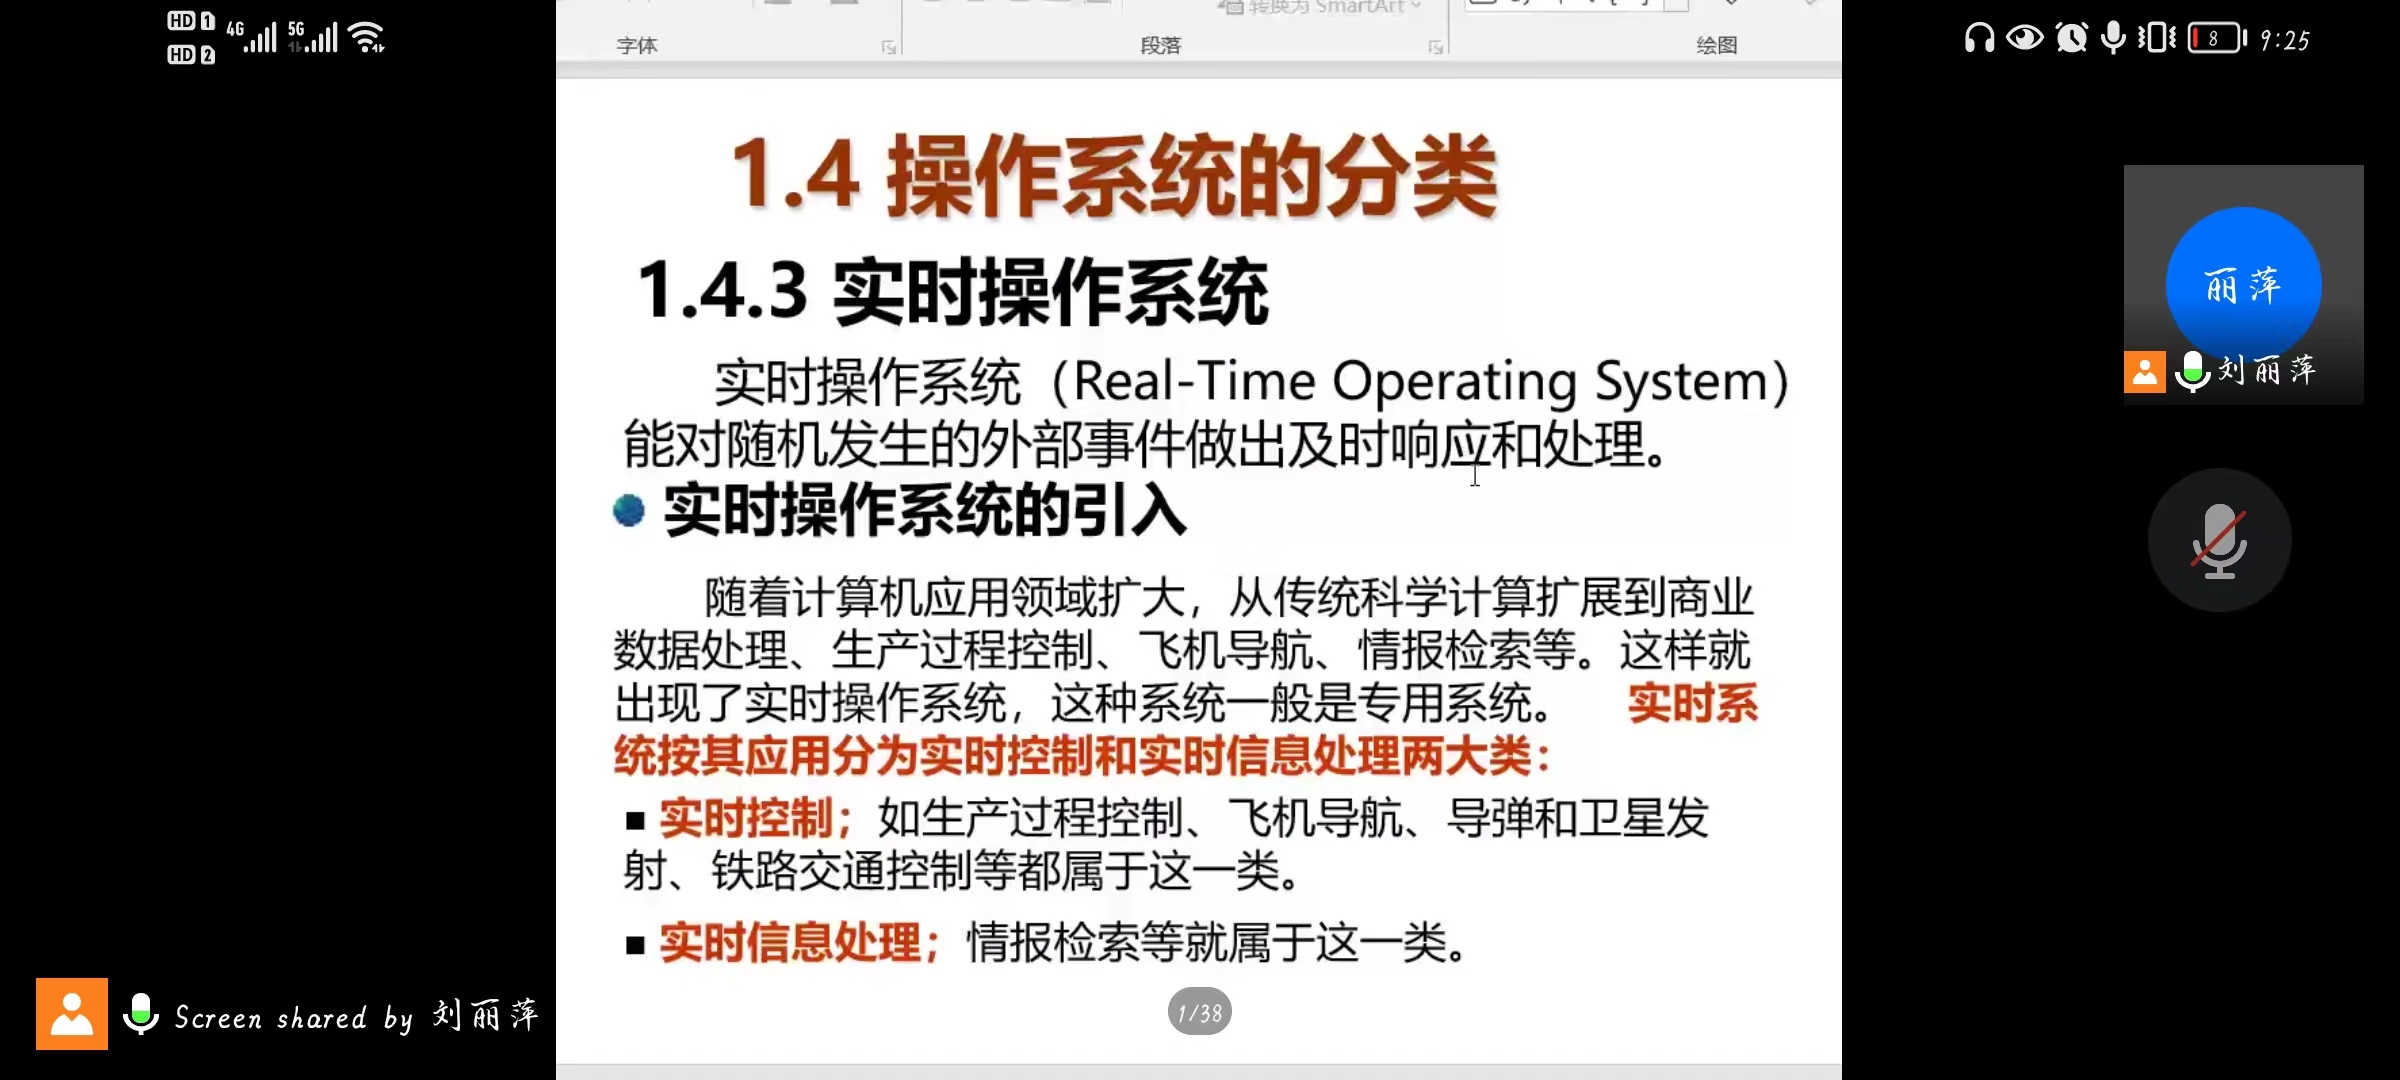 HD 1
HD 2
4G
5G
8
9:25
转换为 SmartArt
字体
段落
绘图
1.4 操作系统的分类
1.4.3 实时操作系统
实时操作系统（Real-Time Operating System）
能对随机发生的外部事件做出及时响应和处理。
实时操作系统的引入
随着计算机应用领域扩大，从传统科学计算扩展到商业
数据处理、生产过程控制、飞机导航、情报检索等。这样就
出现了实时操作系统，这种系统一般是专用系统。 实时系
统按其应用分为实时控制和实时信息处理两大类：
■ 实时控制；如生产过程控制、飞机导航、导弹和卫星发
射、铁路交通控制等都属于这一类。
■ 实时信息处理；情报检索等就属于这一类。
1/38
丽萍
刘丽萍
Screen shared by 刘丽萍